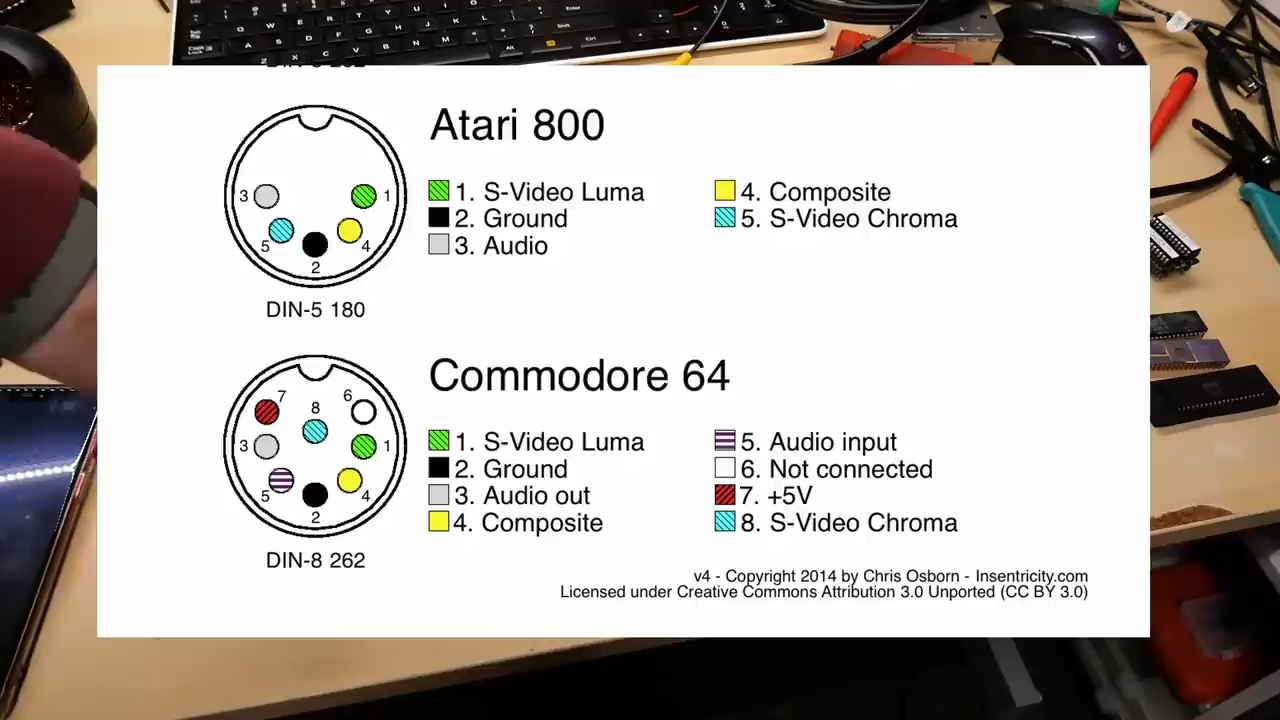 Atari 800
3
1
5
4
2
DIN-5 180
1. S-Video Luma
2. Ground
3. Audio
4. Composite
5. S-Video Chroma
Commodore 64
7
8
6
3
1
5
4
2
DIN-8 262
1. S-Video Luma
2. Ground
3. Audio out
4. Composite
5. Audio input
6. Not connected
7. +5V
8. S-Video Chroma
v4 - Copyright 2014 by Chris Osborn - Insentricity.com
Licensed under Creative Commons Attribution 3.0 Unported (CC BY 3.0)